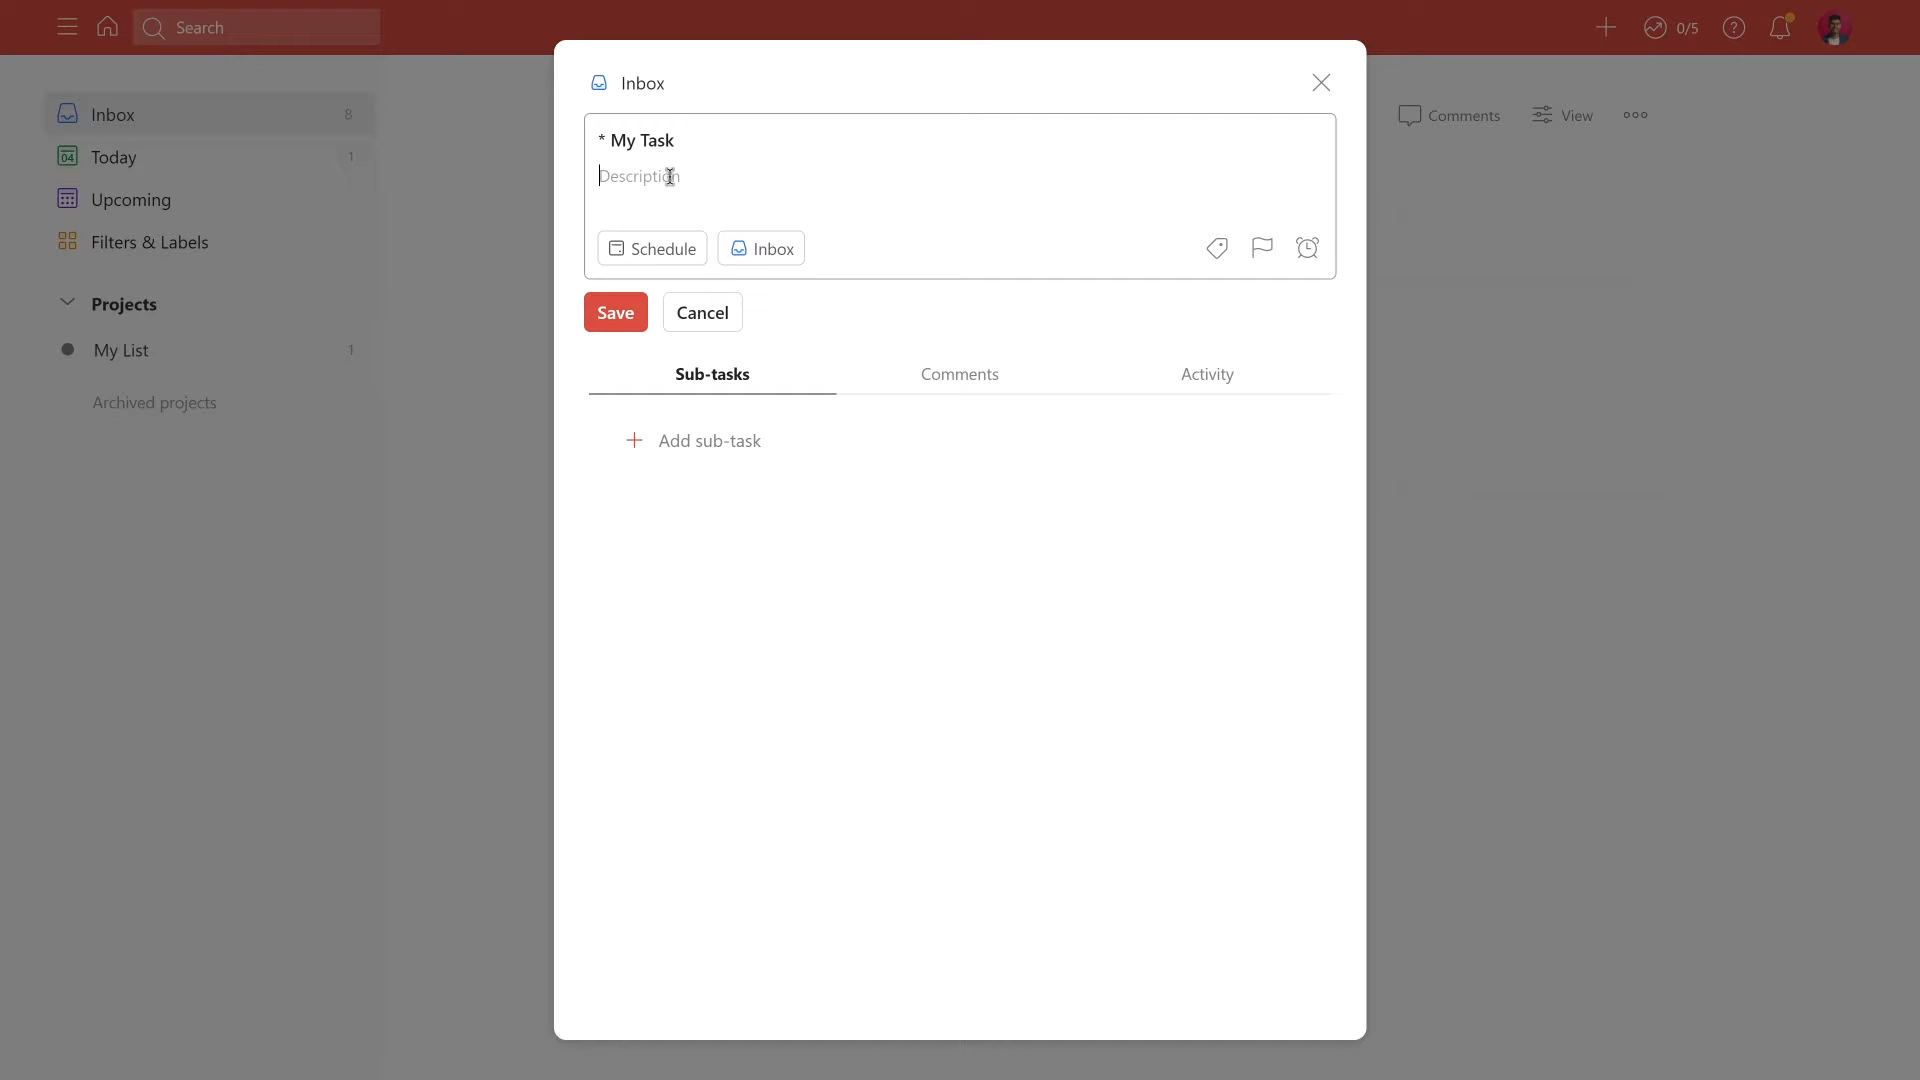 Search
0/5
Inbox 8
04 Today 1
Upcoming
Filters & Labels
Projects
My List 1
Archived projects
Inbox
* My Task
Description
Schedule Inbox
Save Cancel
Sub-tasks Comments Activity
+ Add sub-task
Comments View